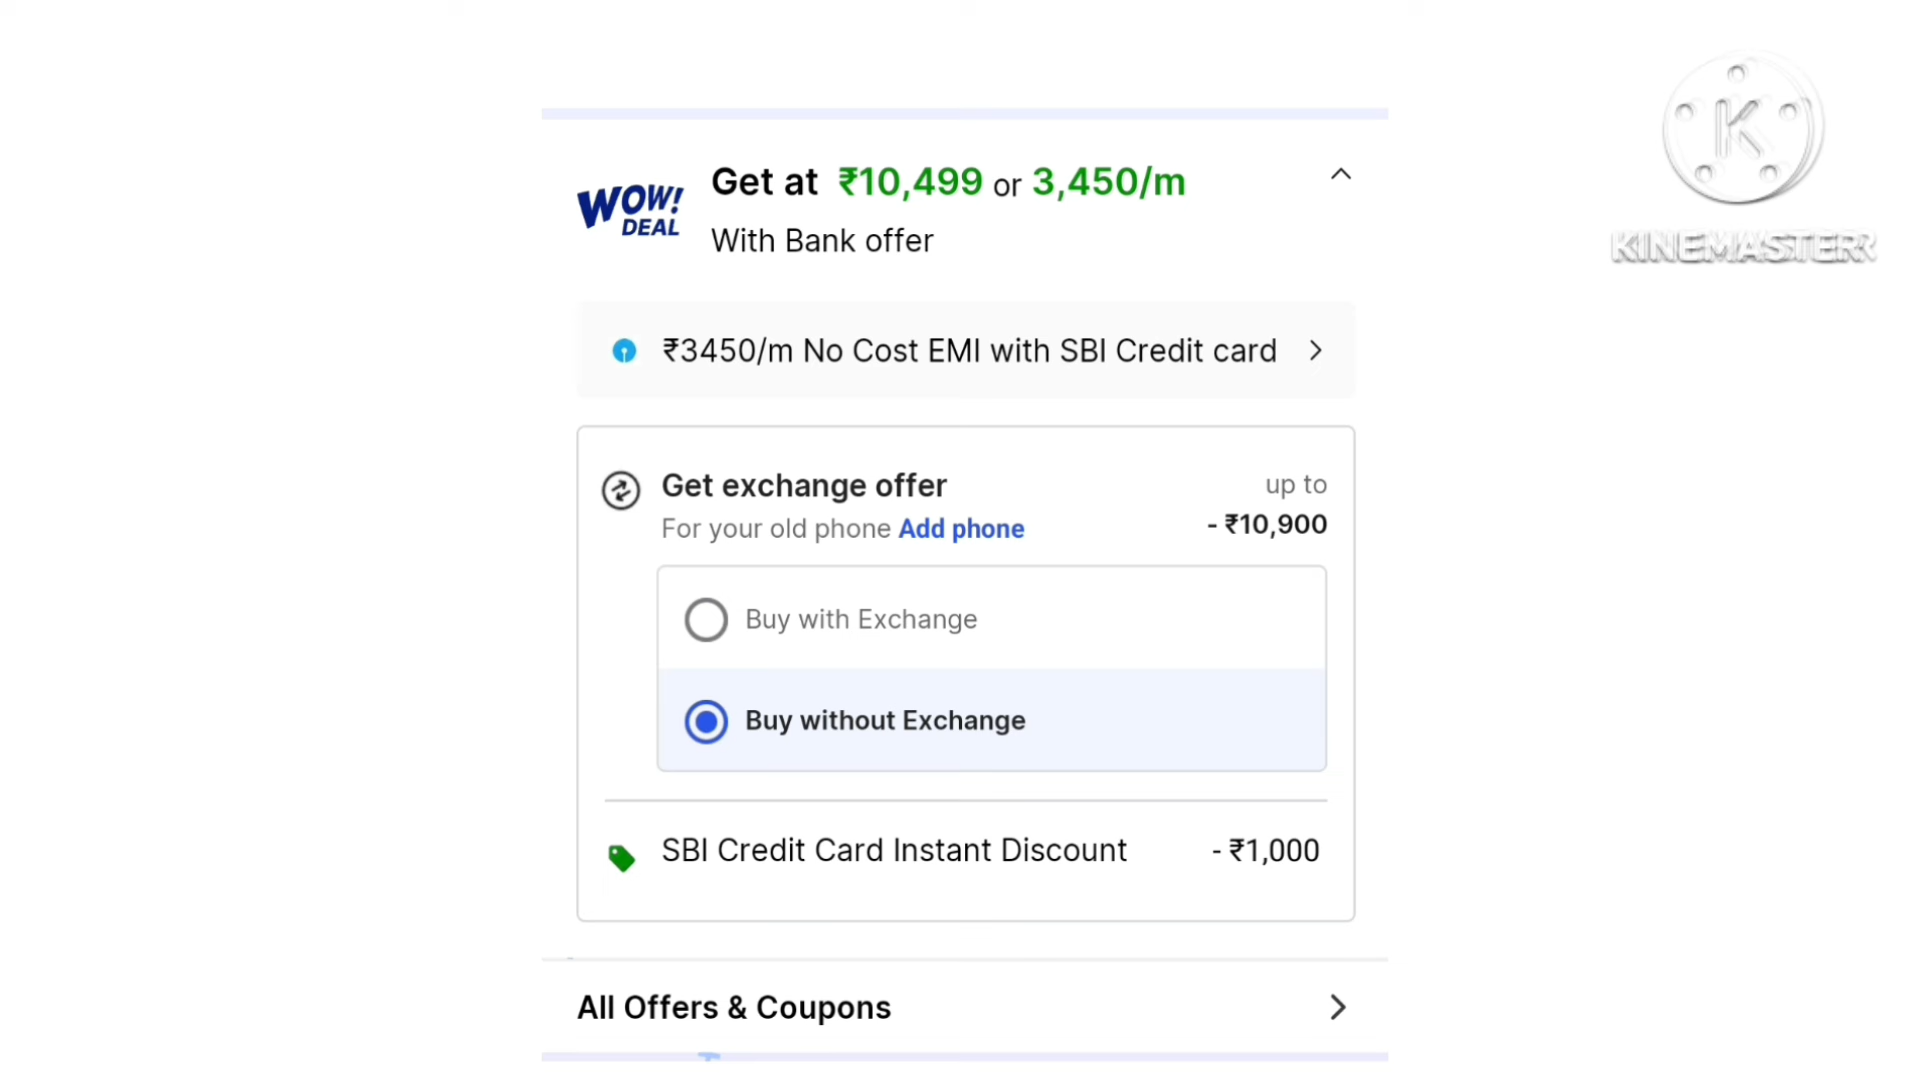 WOW!
DEAL
Get at ₹10,499 or 3,450/m
With Bank offer
K
KINEMASTER
₹3450/m No Cost EMI with SBI Credit card
Get exchange offer
up to
For your old phone Add phone
- ₹10,900
Buy with Exchange
Buy without Exchange
SBI Credit Card Instant Discount - ₹1,000
All Offers & Coupons